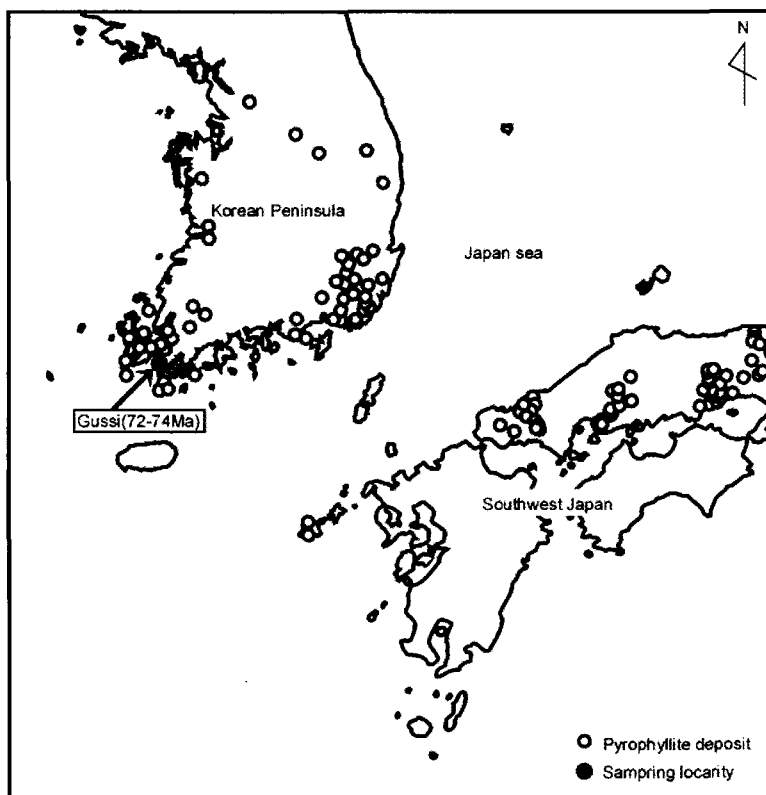 N
Korean Peninsula
Japan sea
Gussi(72-74Ma)
Southwest Japan
Pyrophyllite deposit
Sampring locarity